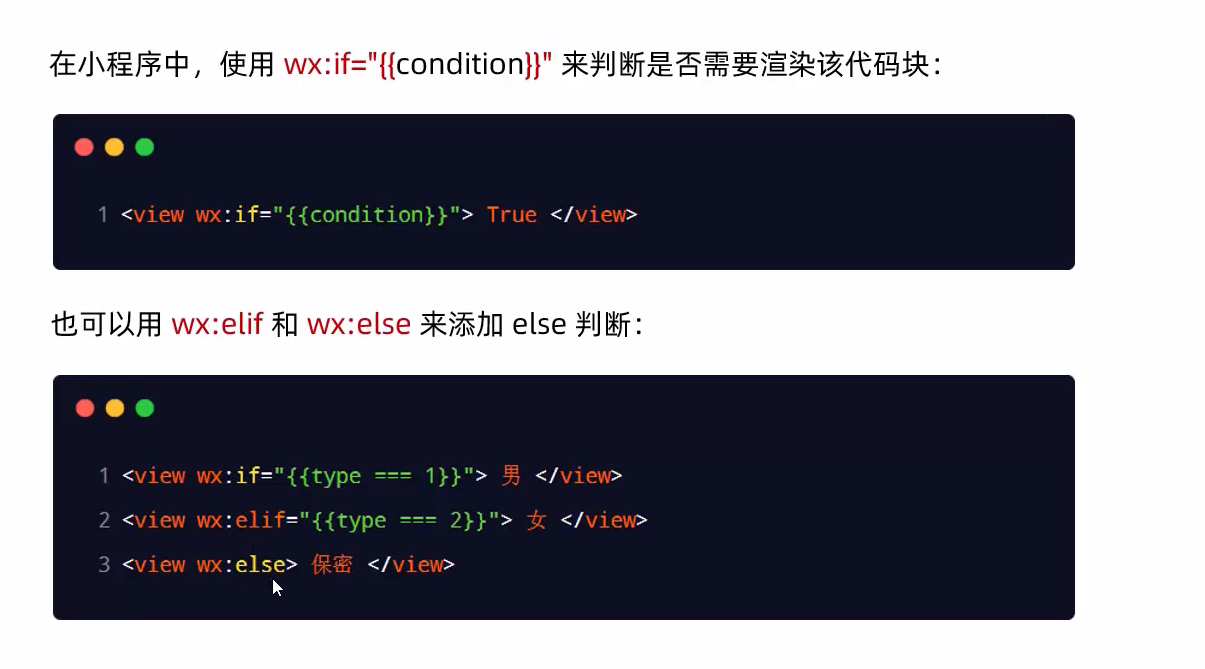 在小程序中，使用 wx:if="{{condition}}" 来判断是否需要渲染该代码块：
1 <view wx:if="{{condition}}"> True </view>
也可以用 wx:elif 和 wx:else 来添加 else 判断：
1 <view wx:if="{{type === 1}}"> 男 </view>
2 <view wx:elif="{{type === 2}}"> 女 </view>
3 <view wx:else> 保密 </view>